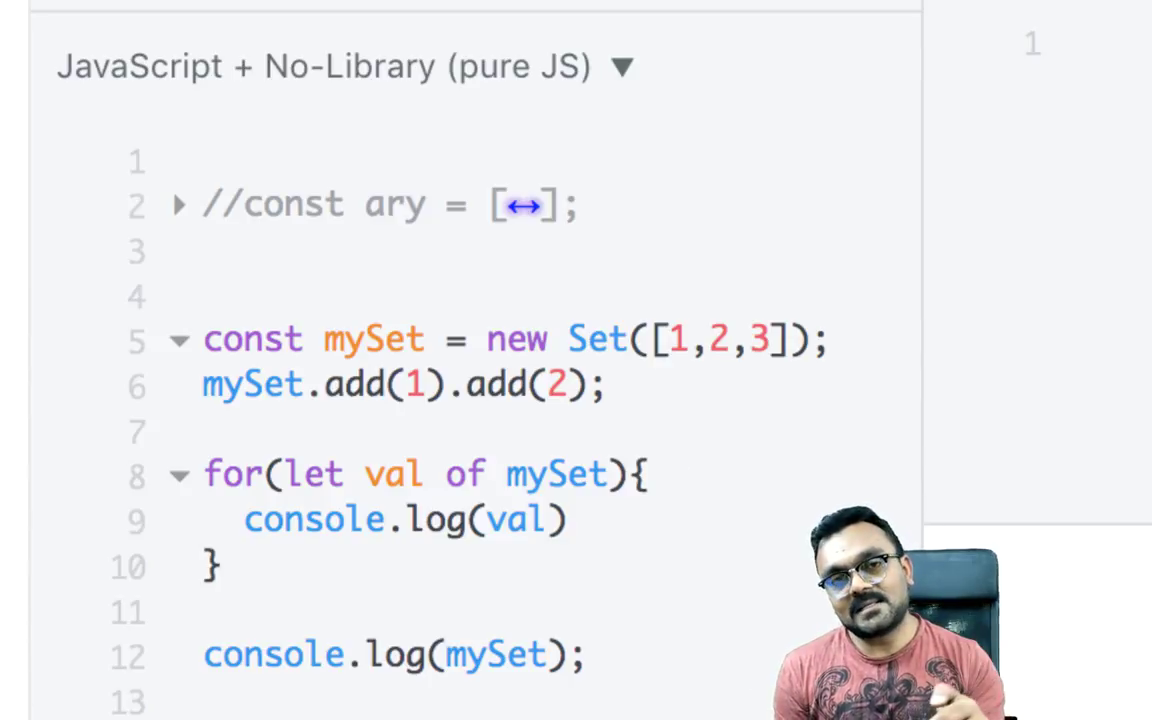 JavaScript + No-Library (pure JS) ▼
1
1
2 //const ary = [↔];
3
4
5 const mySet = new Set([1,2,3]);
6 mySet.add(1).add(2);
7
8 for(let val of mySet){
9 console.log(val)
10 }
11
12 console.log(mySet);
13